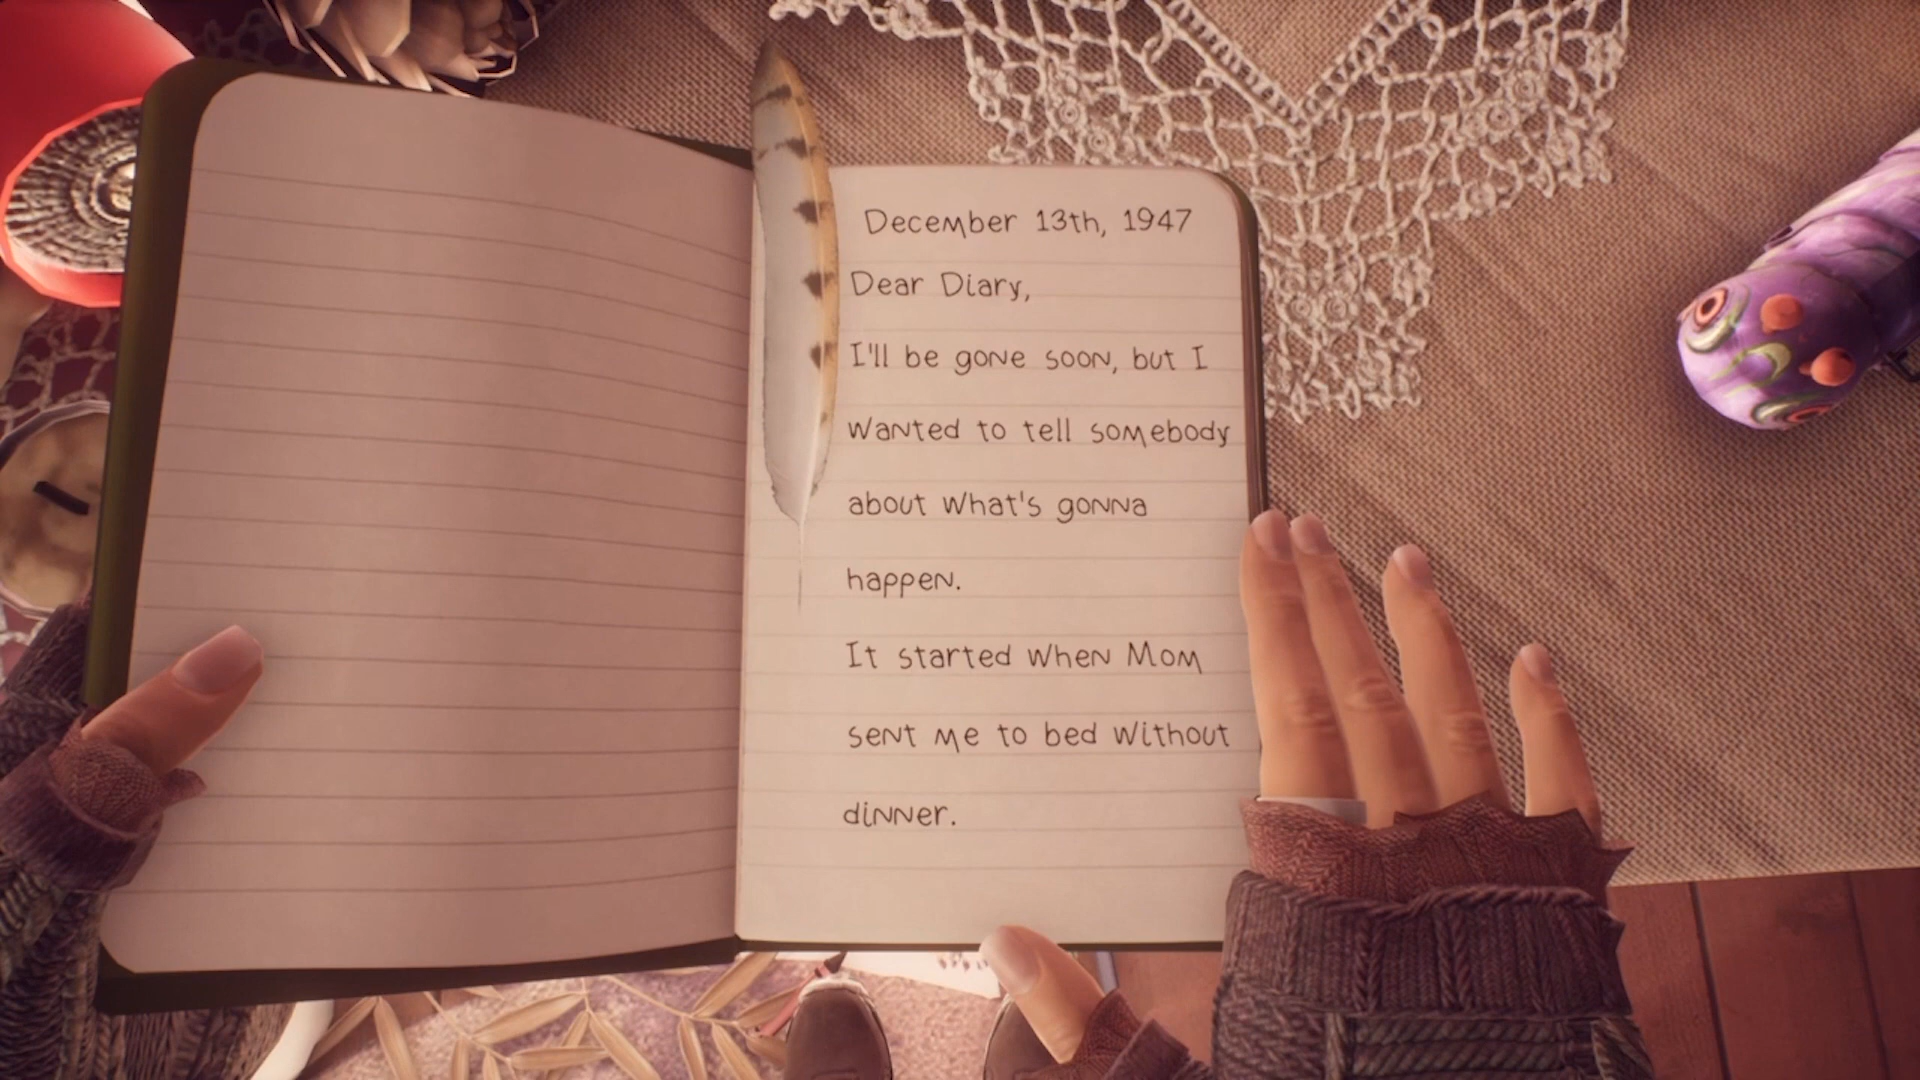 December 13th, 1947
Dear Diary,
I'll be gone soon, but I
wanted to tell somebody
about what's gonna
happen.
It started when Mom
sent me to bed without
dinner.